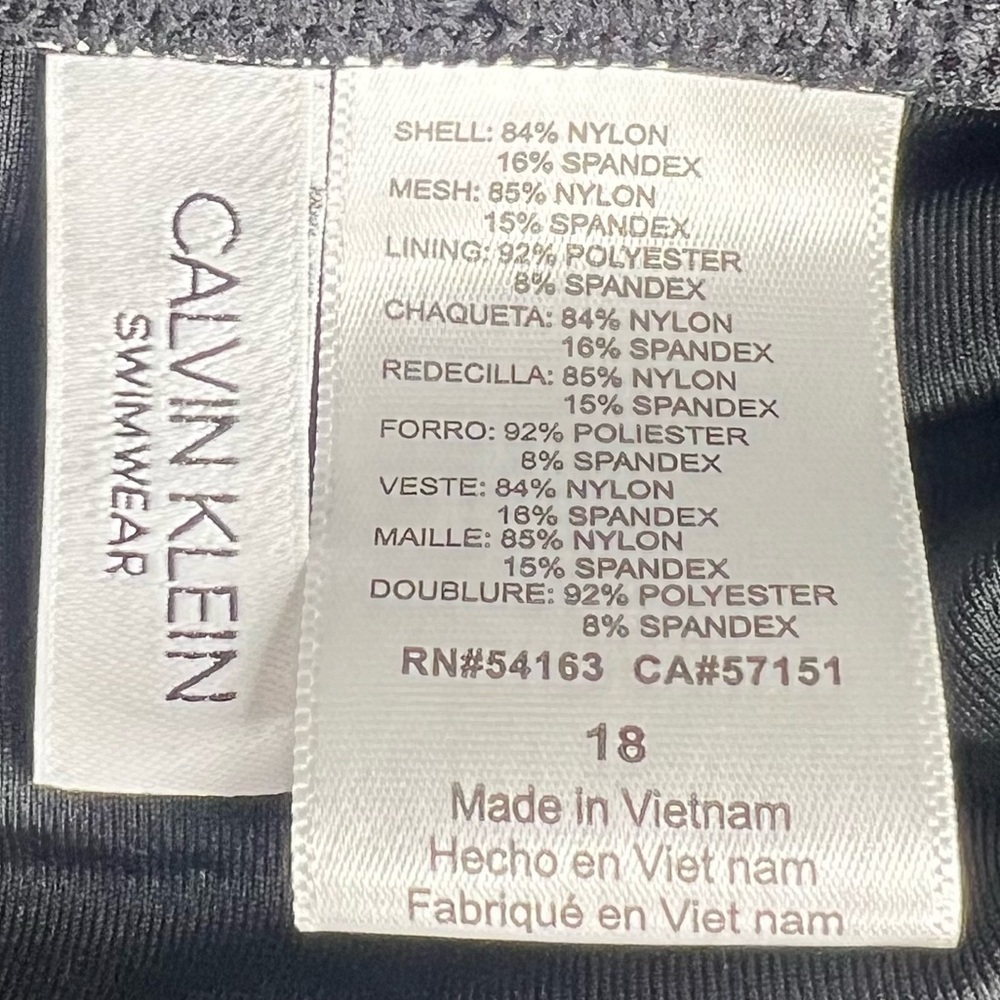 CALVIN KLEIN
SWIMWEAR
SHELL: 84% NYLON
16% SPANDEX
MESH: 85% NYLON
15% SPANDEX
LINING: 92% POLYESTER
8% SPANDEX
CHAQUETA: 84% NYLON
16% SPANDEX
REDECILLA: 85% NYLON
15% SPANDEX
FORRO: 92% POLIESTER
8% SPANDEX
VESTE: 84% NYLON
16% SPANDEX
MAILLE: 85% NYLON
15% SPANDEX
DOUBLURE: 92% POLYESTER
8% SPANDEX
RN#54163 CA#57151
18
Made in Vietnam
Hecho en Viet nam
Fabriqué en Viet nam